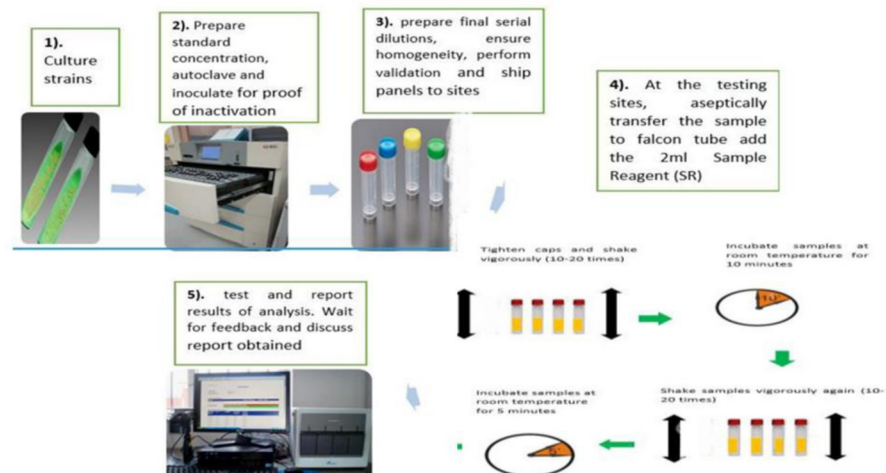 1).
Culture
strains
2). Prepare
standard
concentration,
autoclave and
inoculate for proof
of inactivation
3). prepare final serial
dilutions, ensure
homogeneity, perform
validation and ship
panels to sites
4). At the testing
sites, aseptically
transfer the sample
to falcon tube add
the 2ml Sample
Reagent (SR)
Tighten caps and shake
vigorously (10-20 times)
Incubate samples at
room temperature for
10 minutes
Shake samples vigorously again (10-
20 times)
Incubate samples at
room temperature
for 5 minutes
5). test and report
results of analysis. Wait
for feedback and discuss
report obtained